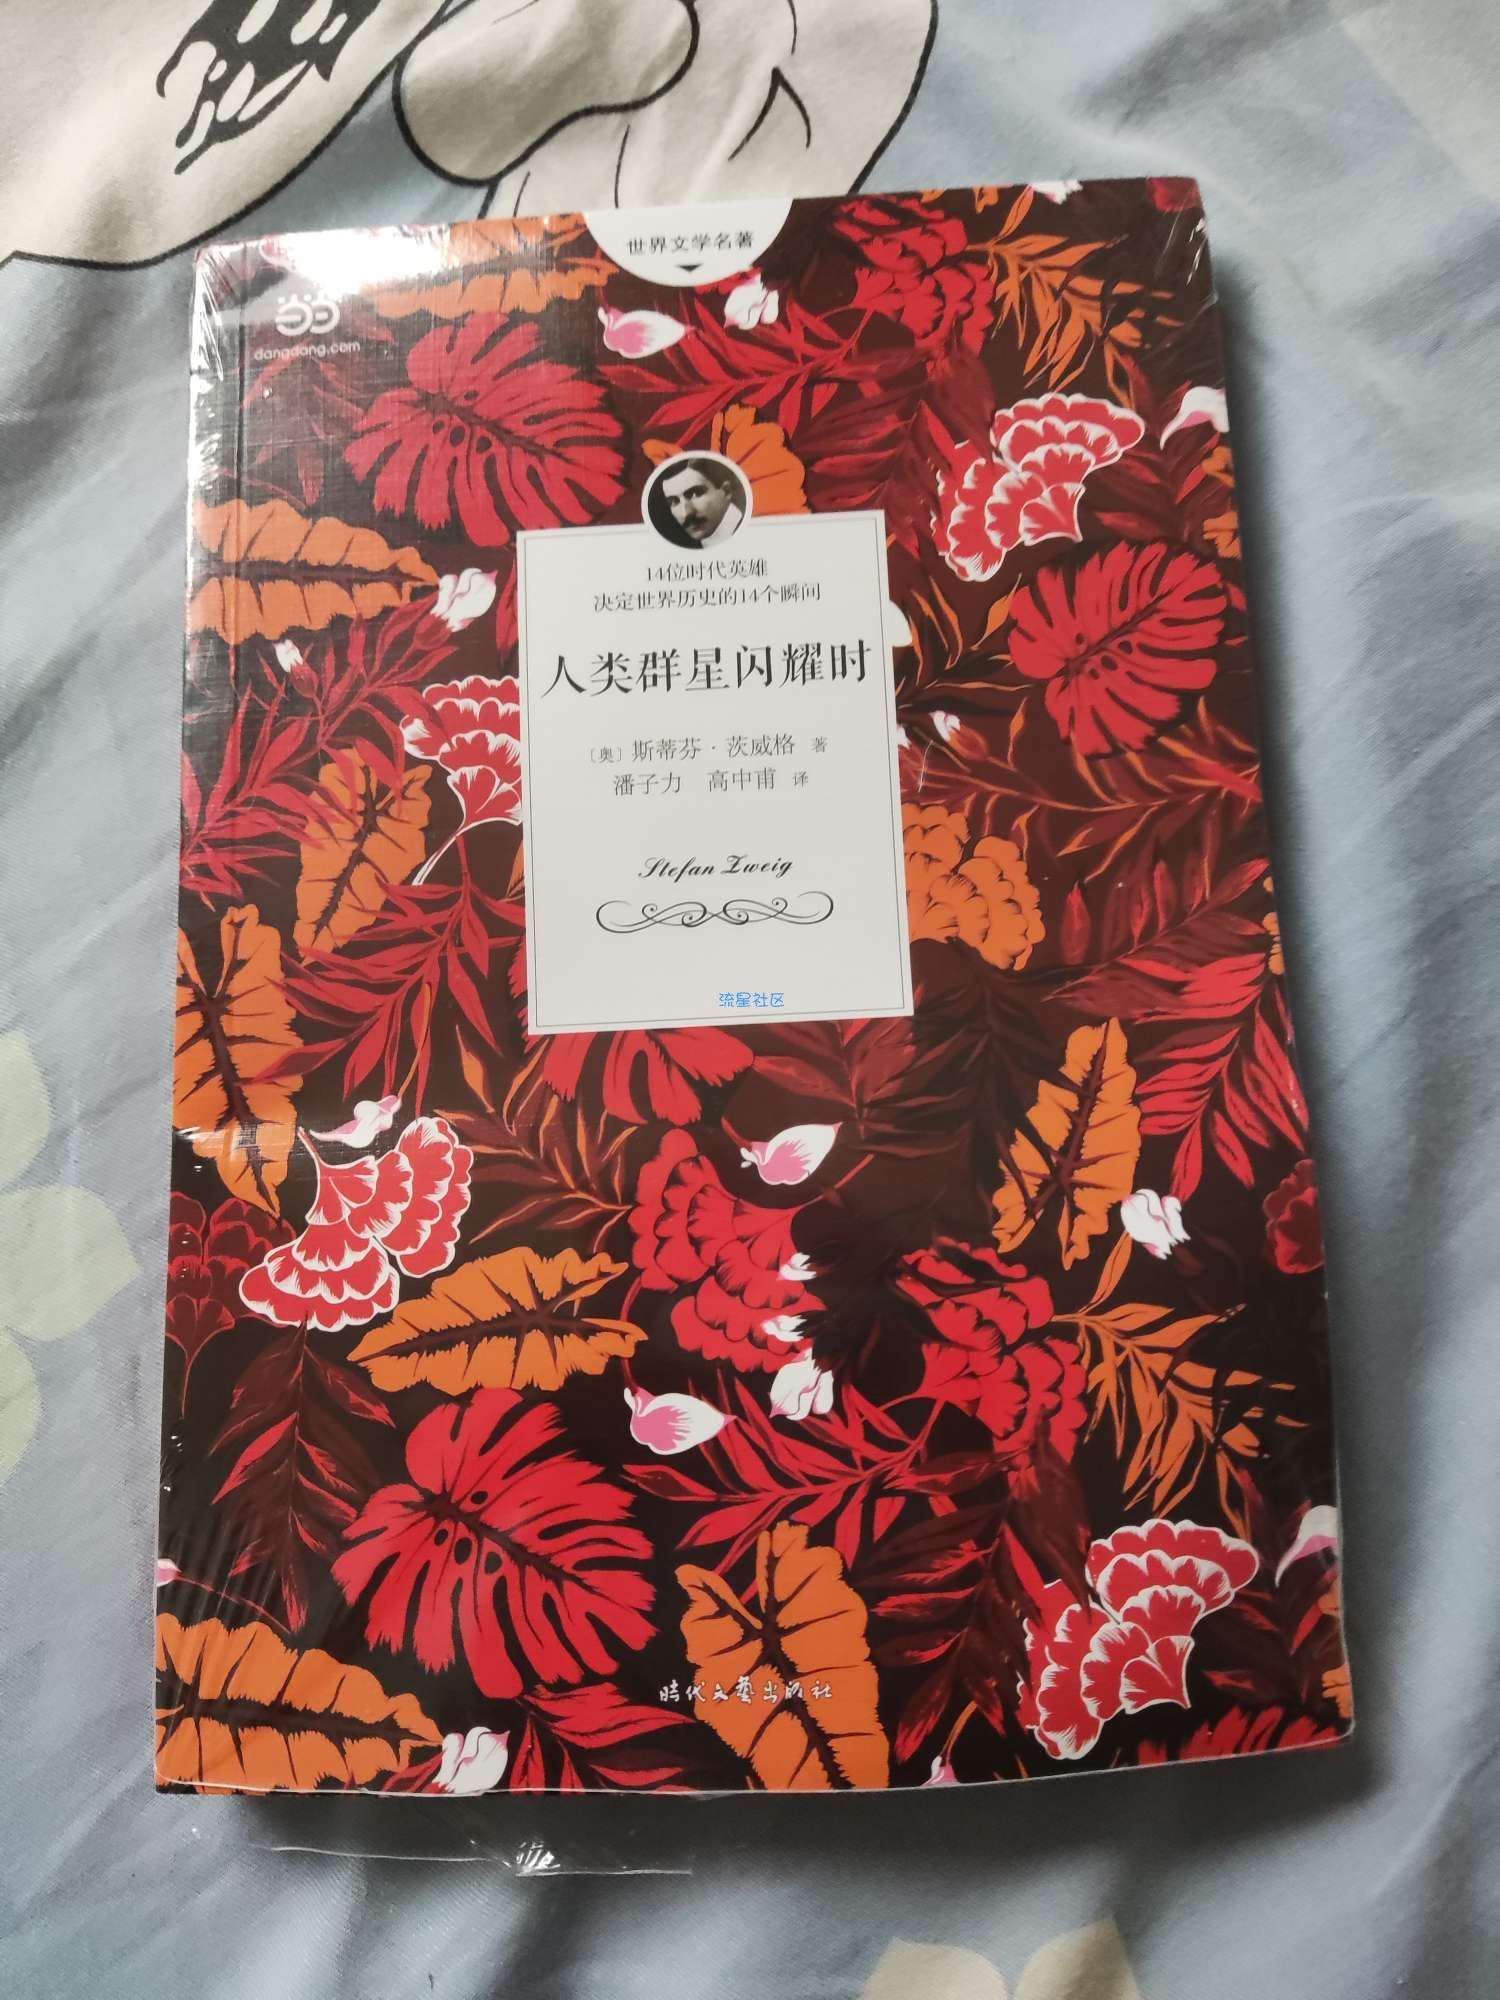 世界文学名著
当当
dangdang.com
14位时代英雄
决定世界历史的14个瞬间
人类群星闪耀时
〔奥〕斯蒂芬·茨威格 著
潘子力 高中甫 译
Stefan Zweig
流星社区
时代文艺出版社